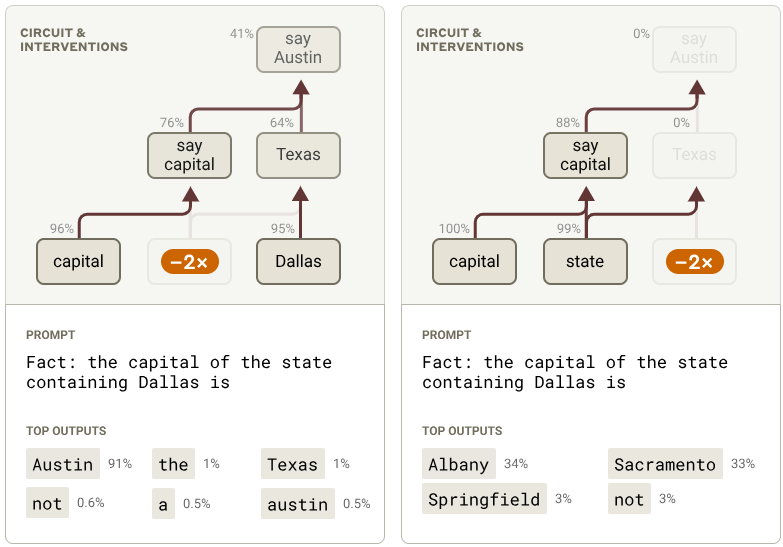 CIRCUIT &
INTERVENTIONS
41%
say
Austin
76%
64%
say
capital
Texas
96%
95%
capital
−2×
Dallas
PROMPT
Fact: the capital of the state
containing Dallas is
TOP OUTPUTS
Austin 91% the 1% Texas 1%
not 0.6% a 0.5% austin 0.5%
CIRCUIT &
INTERVENTIONS
0%
say
Austin
88%
0%
say
capital
Texas
100%
99%
capital
state
−2×
PROMPT
Fact: the capital of the state
containing Dallas is
TOP OUTPUTS
Albany 34% Sacramento 33%
Springfield 3% not 3%